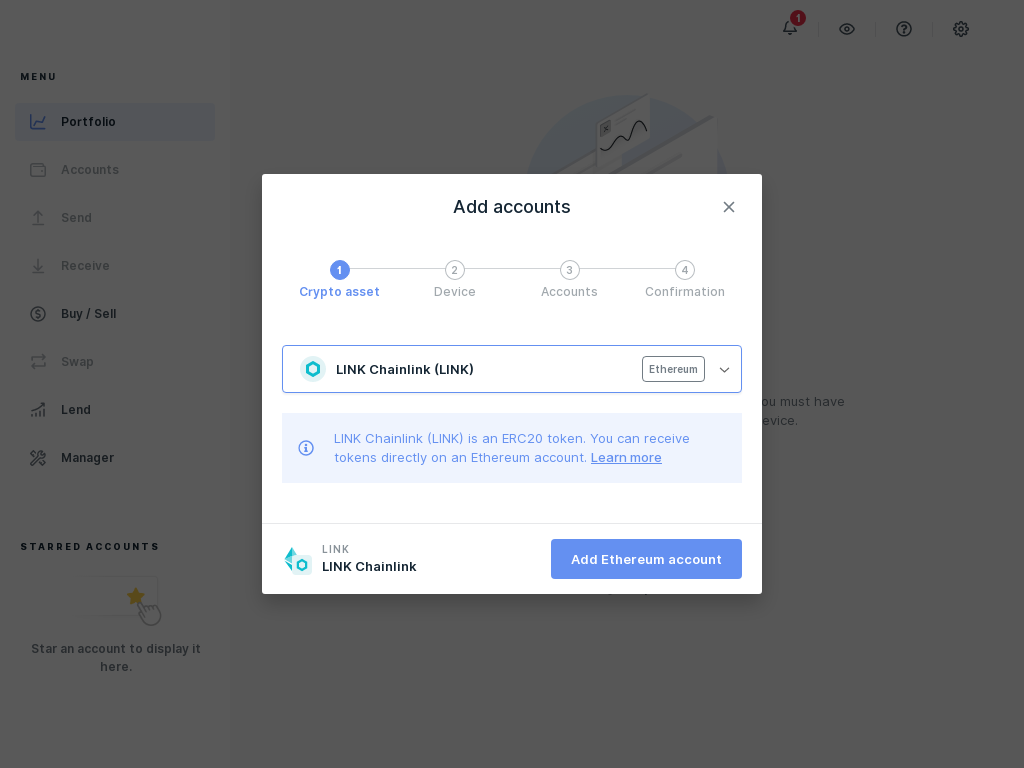 1
MENU
Portfolio
Accounts
Send
Receive
Buy / Sell
Swap
Lend
Manager
STARRED ACCOUNTS
Star an account to display it
here.
Add accounts
1
2
3
4
Crypto asset
Device
Accounts
Confirmation
LINK Chainlink (LINK)
Ethereum
LINK Chainlink (LINK) is an ERC20 token. You can receive
tokens directly on an Ethereum account. Learn more
LINK
LINK Chainlink
Add Ethereum account
must have